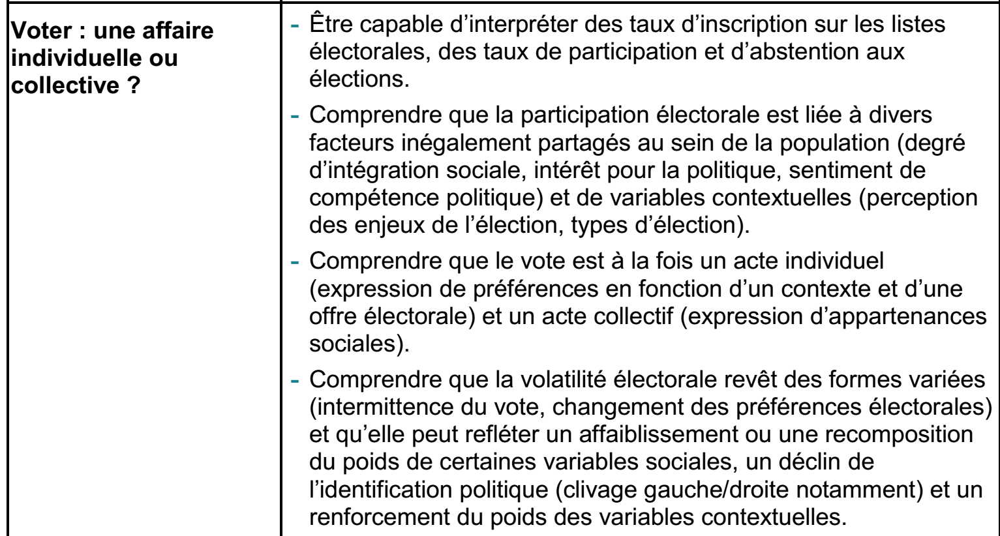 Voter : une affaire
individuelle ou
collective ?
- Être capable d’interpréter des taux d’inscription sur les listes
électorales, des taux de participation et d’abstention aux
élections.
- Comprendre que la participation électorale est liée à divers
facteurs inégalement partagés au sein de la population (degré
d’intégration sociale, intérêt pour la politique, sentiment de
compétence politique) et de variables contextuelles (perception
des enjeux de l’élection, types d’élection).
- Comprendre que le vote est à la fois un acte individuel
(expression de préférences en fonction d’un contexte et d’une
offre électorale) et un acte collectif (expression d’appartenances
sociales).
- Comprendre que la volatilité électorale revêt des formes variées
(intermittence du vote, changement des préférences électorales)
et qu’elle peut refléter un affaiblissement ou une recomposition
du poids de certaines variables sociales, un déclin de
l’identification politique (clivage gauche/droite notamment) et un
renforcement du poids des variables contextuelles.